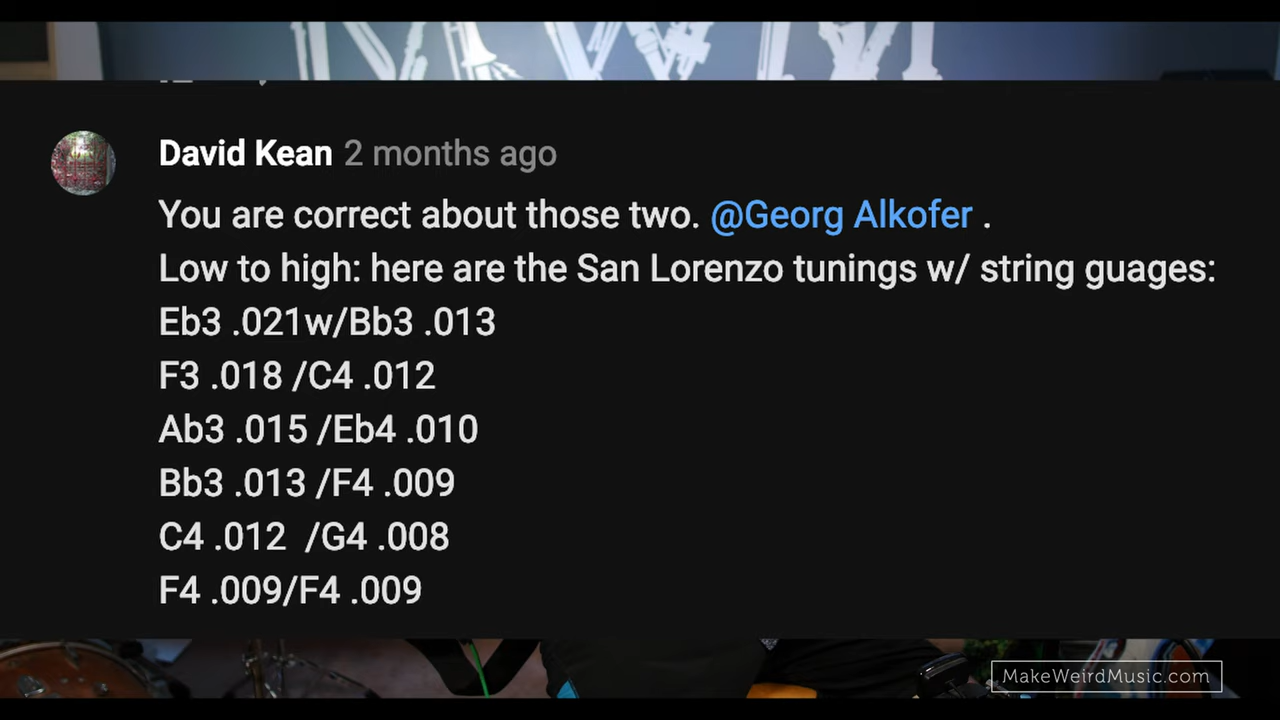 David Kean 2 months ago
You are correct about those two. @Georg Alkofer .
Low to high: here are the San Lorenzo tunings w/ string guages:
Eb3 .021w/Bb3 .013
F3 .018 /C4 .012
Ab3 .015 /Eb4 .010
Bb3 .013 /F4 .009
C4 .012  /G4 .008
F4 .009/F4 .009
MakeWeirdMusic.com